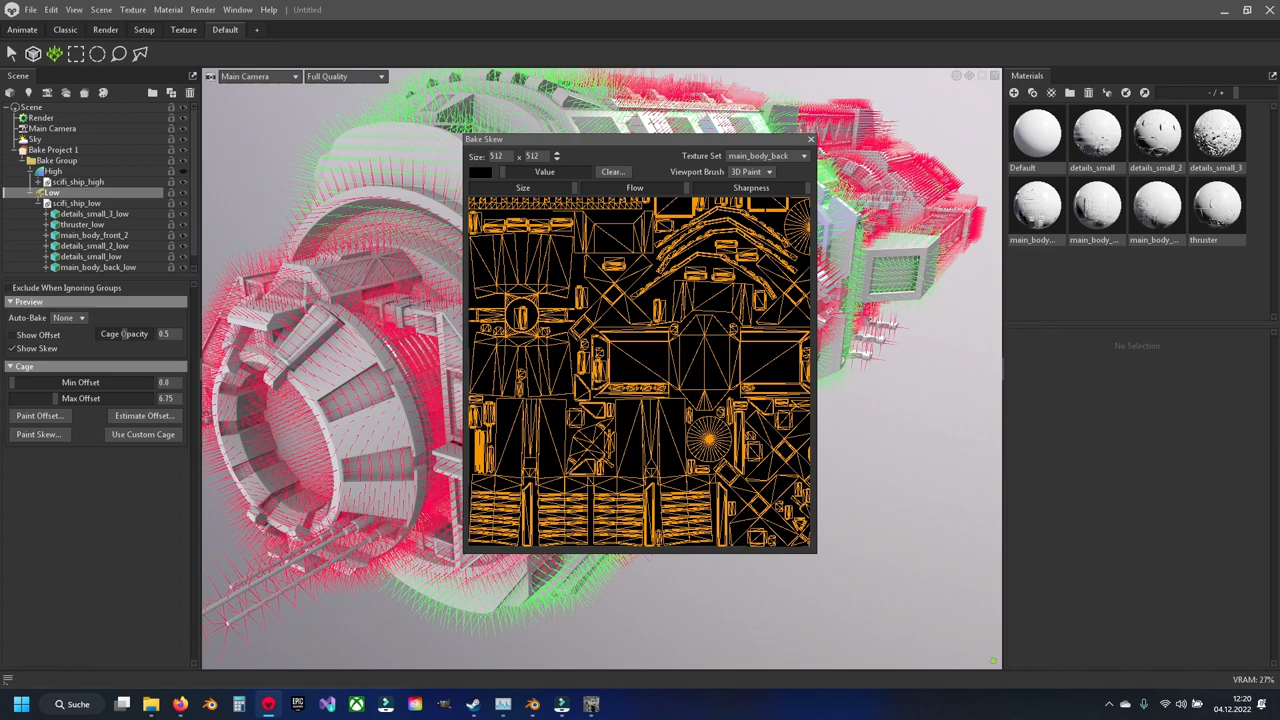 File Edit View Scene Texture Material Render Window Help Untitled
Animate Classic Render Setup Texture Default +
Scene
Main Camera Full Quality
Materials
Scene
Render
Main Camera
Sky
Bake Project 1
Bake Group
High
scifi_ship_high
Low
scifi_ship_low
details_small_3_low
thruster_low
main_body_front_2
details_small_2_low
details_small_low
main_body_back_low
Exclude When Ignoring Groups
Preview
Auto-Bake None
Show Offset Cage Opacity 0.5
Show Skew
Cage
Min Offset 0.0
Max Offset 6.75
Paint Offset... Estimate Offset...
Paint Skew... Use Custom Cage
Bake Skew
Size: 512 x 512 Texture Set main_body_back
Value Clear... Viewport Brush 3D Paint
Size Flow Sharpness
- / +
Default details_small details_small_2 details_small_3
main_body... main_body_... main_body_... thruster
No Selection
VRAM: 27%
Suche
EPIC
12:20
04.12.2022